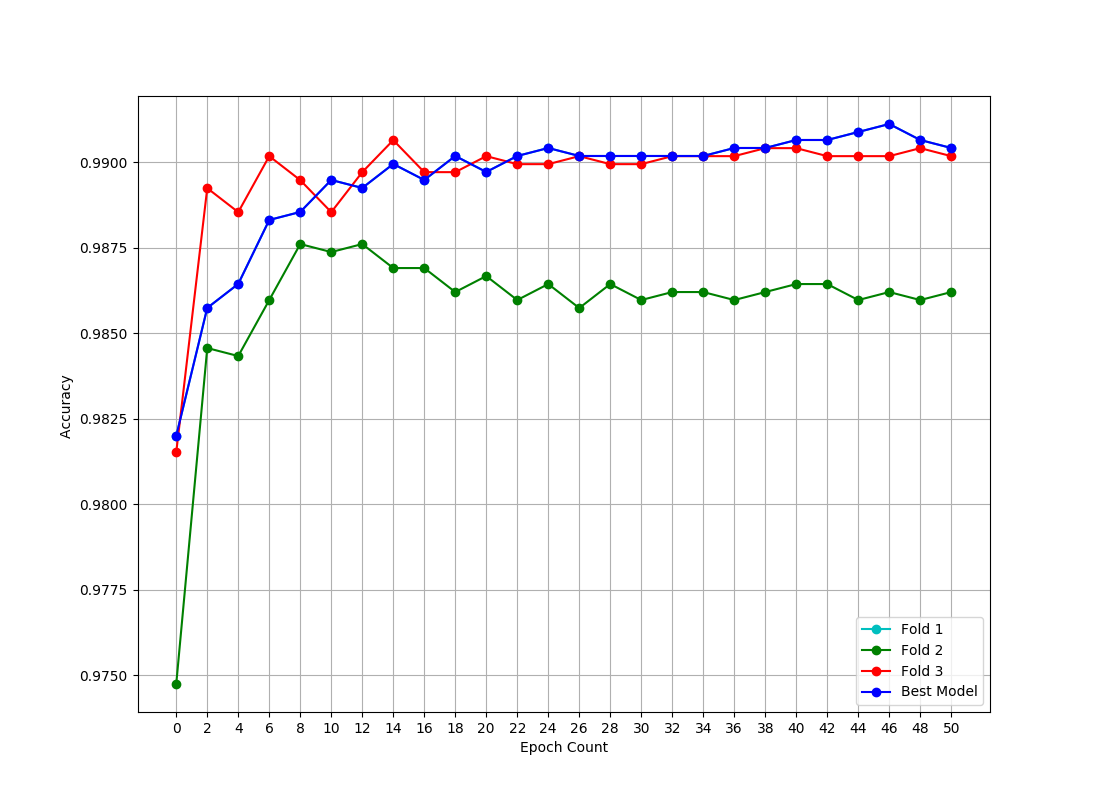 0.9900
0.9875
0.9850
0.9825
0.9800
0.9775
0.9750
Accuracy
0 2 4 6 8 10 12 14 16 18 20 22 24 26 28 30 32 34 36 38 40 42 44 46 48 50
Epoch Count
Fold 1
Fold 2
Fold 3
Best Model